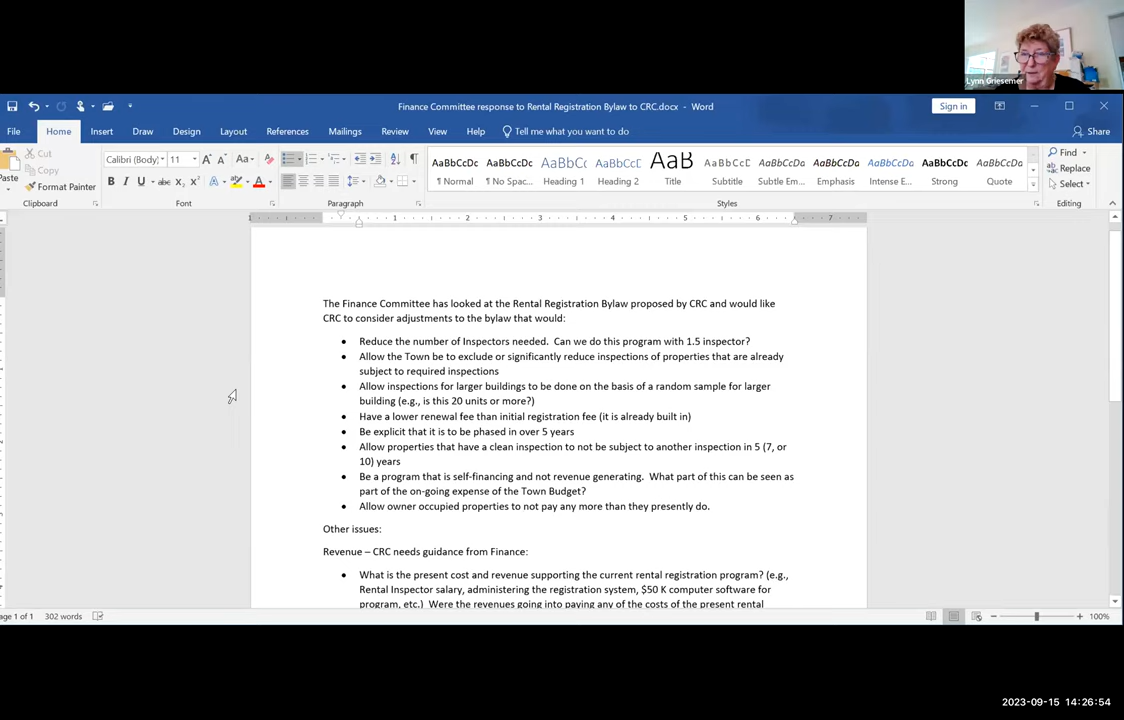 Lynn Griesemer
Finance Committee response to Rental Registration Bylaw to CRC.docx - Word
Sign in
File Home Insert Draw Design Layout References Mailings Review View Help Tell me what you want to do Share
Cut
Copy
Paste
Format Painter
Clipboard
Calibri (Body) 11
Font
Paragraph
AaBbCcDc AaBbCcDc AaBbCc AaBbCcD AaB AaBbCcD AaBbCcDc AaBbCcDc AaBbCcDc AaBbCcDc AaBbCcDc
¶ Normal ¶ No Spac... Heading 1 Heading 2 Title Subtitle Subtle Em... Emphasis Intense E... Strong Quote
Styles
Find
Replace
Select
Editing
1 1 2 3 4 5 6 7
The Finance Committee has looked at the Rental Registration Bylaw proposed by CRC and would like
CRC to consider adjustments to the bylaw that would:
• Reduce the number of Inspectors needed. Can we do this program with 1.5 inspector?
• Allow the Town be to exclude or significantly reduce inspections of properties that are already
subject to required inspections
• Allow inspections for larger buildings to be done on the basis of a random sample for larger
building (e.g., is this 20 units or more?)
• Have a lower renewal fee than initial registration fee (it is already built in)
• Be explicit that it is to be phased in over 5 years
• Allow properties that have a clean inspection to not be subject to another inspection in 5 (7, or
10) years
• Be a program that is self-financing and not revenue generating. What part of this can be seen as
part of the on-going expense of the Town Budget?
• Allow owner occupied properties to not pay any more than they presently do.
Other issues:
Revenue – CRC needs guidance from Finance:
• What is the present cost and revenue supporting the current rental registration program? (e.g.,
Rental Inspector salary, administering the registration system, $50 K computer software for
program, etc.) Were the revenues going into paying any of the costs of the present rental
age 1 of 1 302 words
100%
2023-09-15 14:26:54